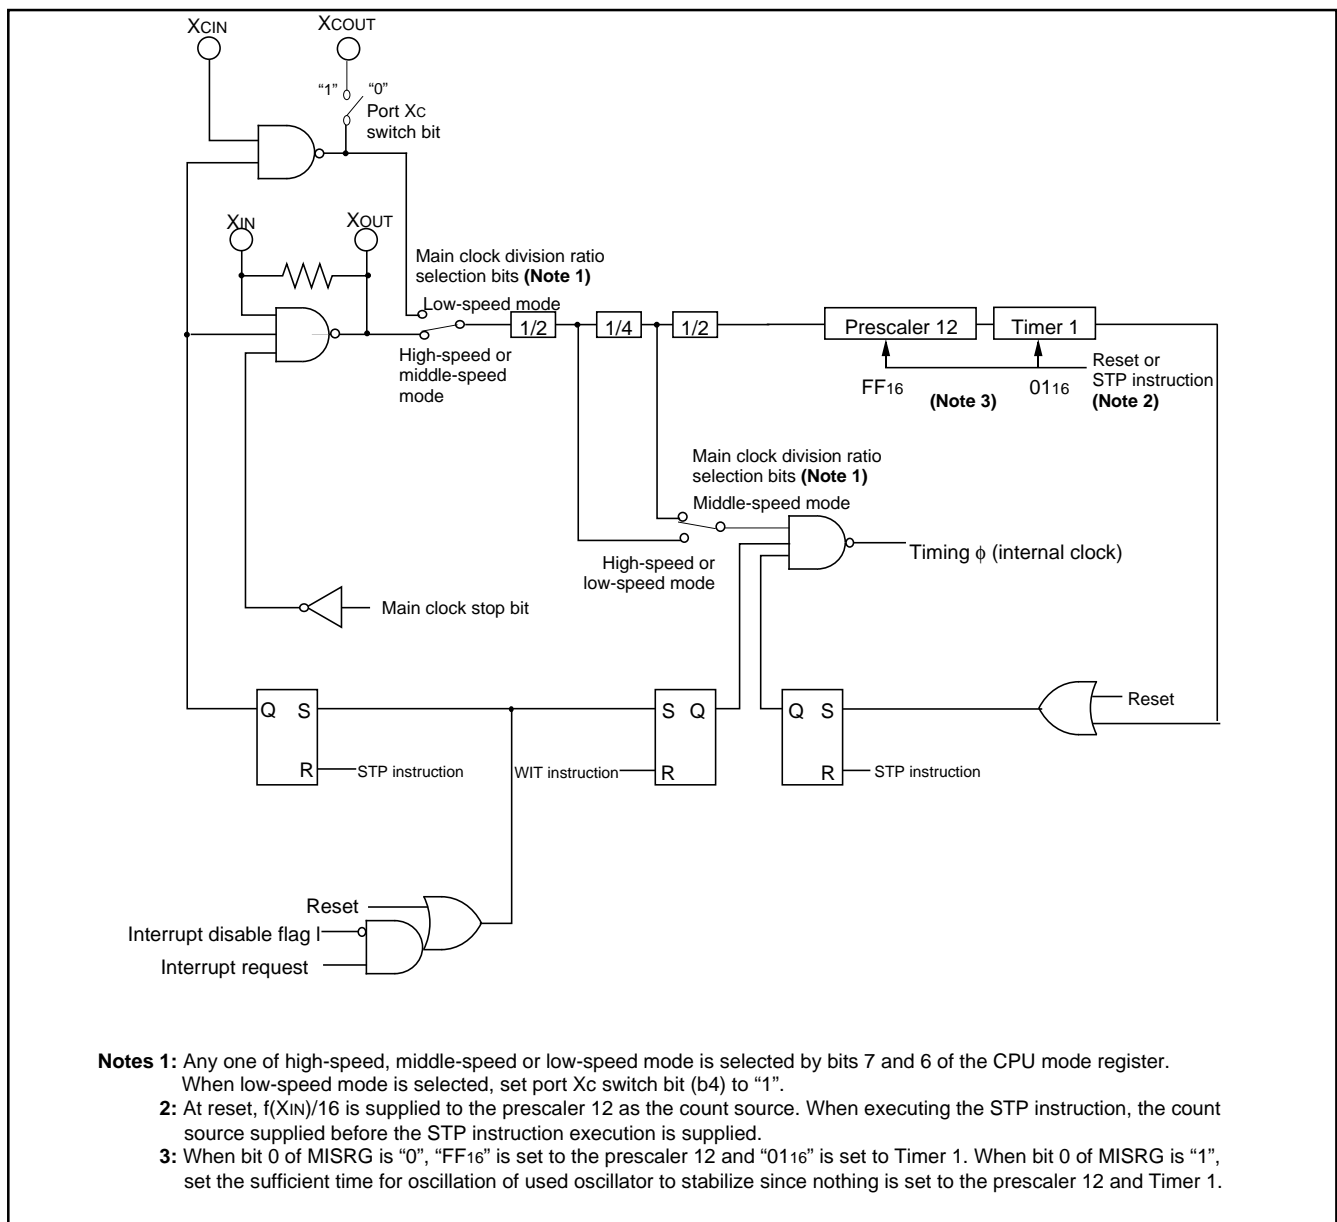 XCIN
XCOUT
“1” “0”
Port XC
switch bit
XIN
XOUT
Main clock division ratio
selection bits (Note 1)
Low-speed mode
1/2
1/4
1/2
Prescaler 12
Timer 1
High-speed or
middle-speed
mode
FF16
(Note 3)
0116
Reset or
STP instruction
(Note 2)
Main clock division ratio
selection bits (Note 1)
Middle-speed mode
High-speed or
low-speed mode
Timing ϕ (internal clock)
Main clock stop bit
Q S
R
STP instruction
S Q
R
WIT instruction
Q S
R
STP instruction
Reset
Reset
Interrupt disable flag I
Interrupt request
Notes 1: Any one of high-speed, middle-speed or low-speed mode is selected by bits 7 and 6 of the CPU mode register.
When low-speed mode is selected, set port Xc switch bit (b4) to “1”.
2: At reset, f(XIN)/16 is supplied to the prescaler 12 as the count source. When executing the STP instruction, the count
source supplied before the STP instruction execution is supplied.
3: When bit 0 of MISRG is “0”, “FF16” is set to the prescaler 12 and “0116” is set to Timer 1. When bit 0 of MISRG is “1”,
set the sufficient time for oscillation of used oscillator to stabilize since nothing is set to the prescaler 12 and Timer 1.